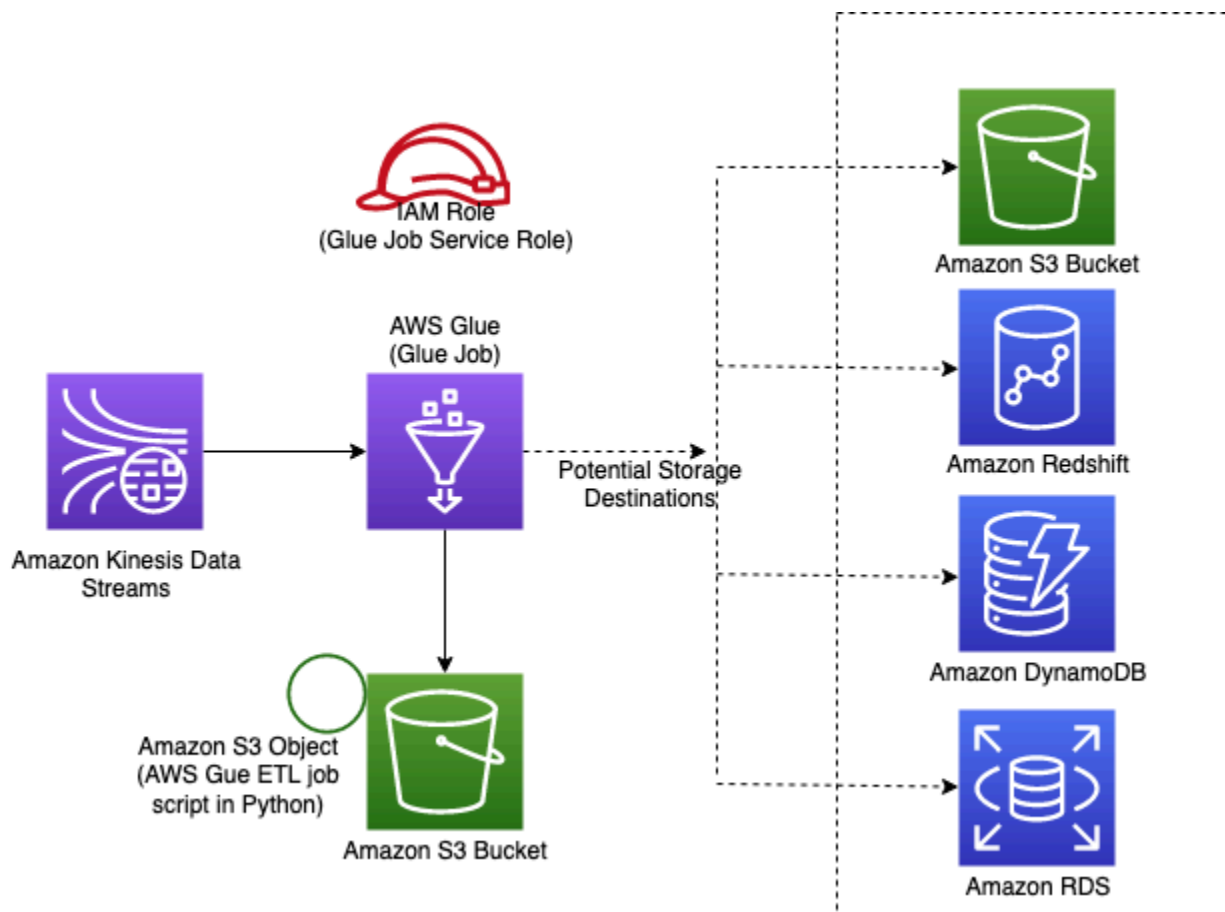 IAM Role
(Glue Job Service Role)
Amazon S3 Bucket
AWS Glue
(Glue Job)
Amazon Kinesis Data
Streams
Potential Storage
Destinations
Amazon Redshift
Amazon DynamoDB
Amazon S3 Object
(AWS Gue ETL job
script in Python)
Amazon S3 Bucket
Amazon RDS